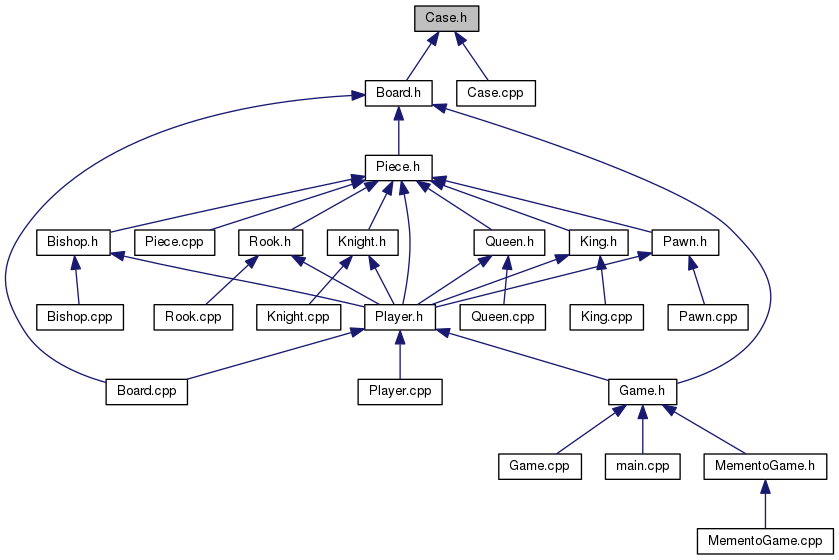 Case.h
Board.h
Case.cpp
Piece.h
Bishop.h
Piece.cpp
Rook.h
Knight.h
Queen.h
King.h
Pawn.h
Bishop.cpp
Rook.cpp
Knight.cpp
Player.h
Queen.cpp
King.cpp
Pawn.cpp
Board.cpp
Player.cpp
Game.h
Game.cpp
main.cpp
MementoGame.h
MementoGame.cpp